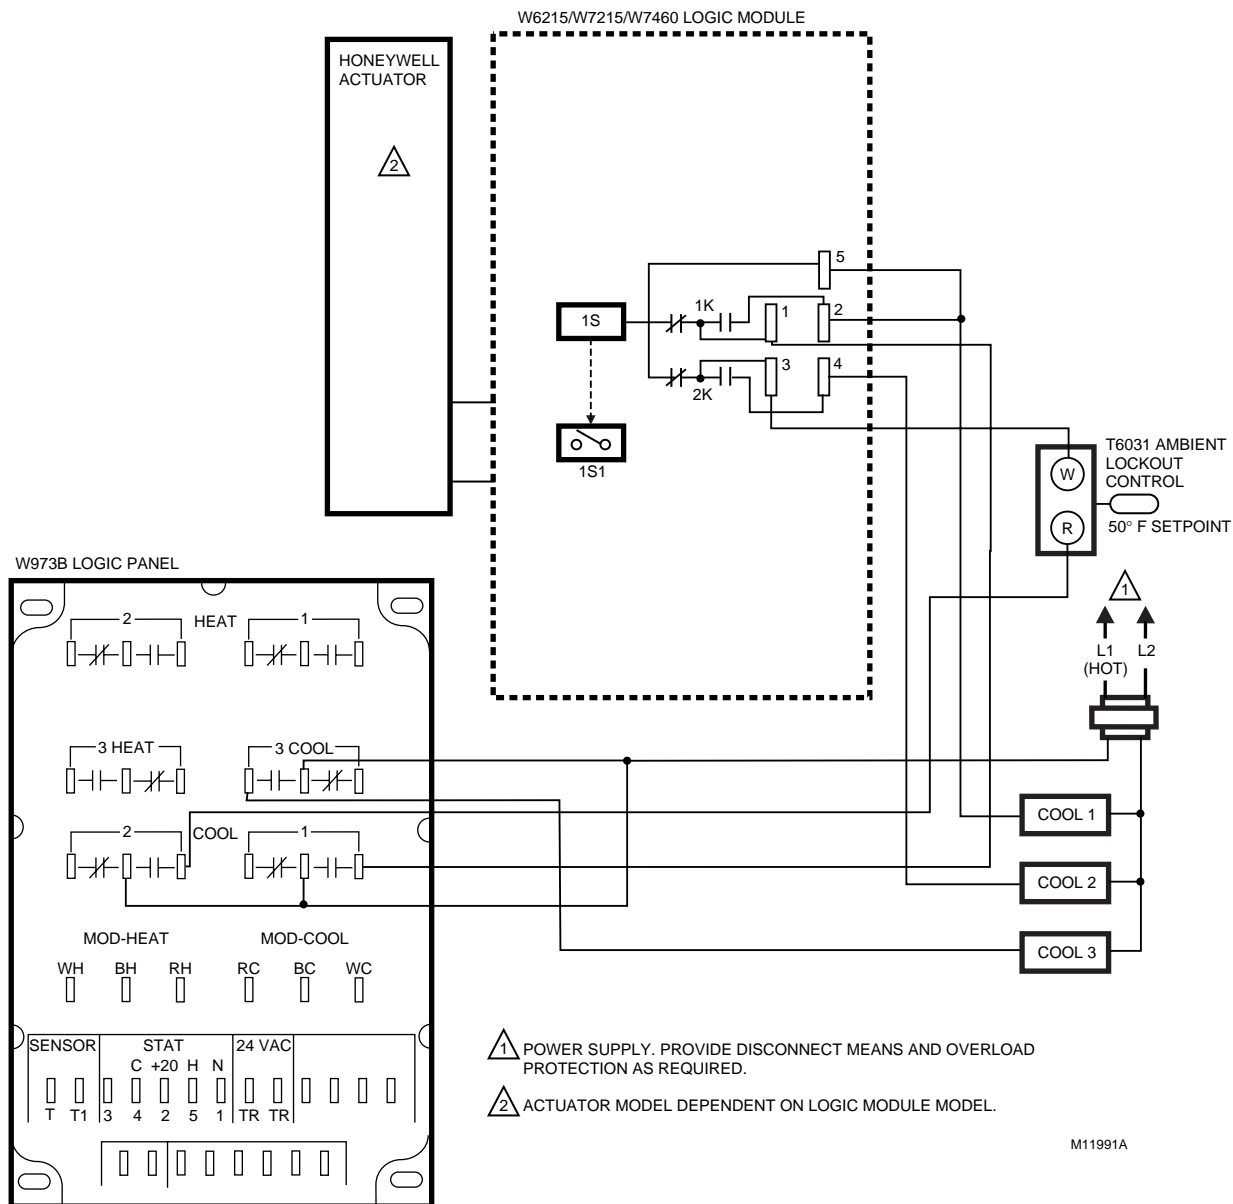 W6215/W7215/W7460 LOGIC MODULE
HONEYWELL
ACTUATOR
2
5
1K
1
2
1S
3
4
2K
1S1
T6031 AMBIENT
LOCKOUT
CONTROL
W
R
50° F SETPOINT
W973B LOGIC PANEL
1
2
HEAT
1
L1
L2
(HOT)
3 HEAT
3 COOL
COOL 1
2
COOL
1
COOL 2
MOD-HEAT
MOD-COOL
COOL 3
WH
BH
RH
RC
BC
WC
SENSOR
STAT
24 VAC
C +20 H N
T T1 3 4 2 5 1 TR TR
1 POWER SUPPLY. PROVIDE DISCONNECT MEANS AND OVERLOAD
PROTECTION AS REQUIRED.
2 ACTUATOR MODEL DEPENDENT ON LOGIC MODULE MODEL.
M11991A